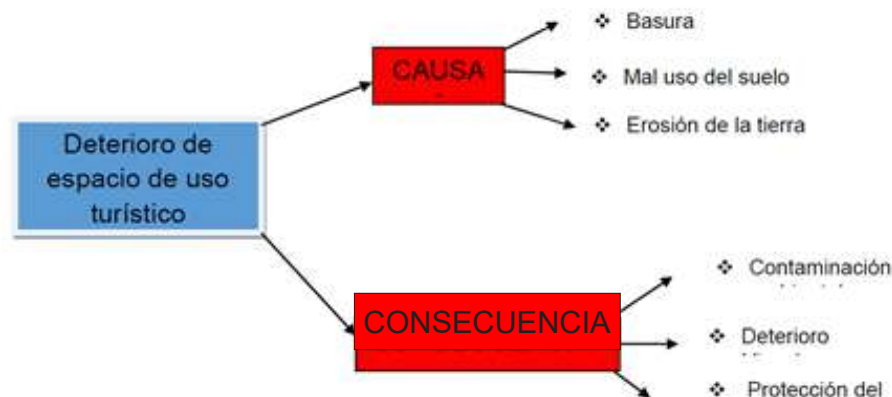 Basura
CAUSA
Mal uso del suelo
Erosión de la tierra
Deterioro de
espacio de uso
turístico
Contaminación
CONSECUENCIA
Deterioro
Protección del